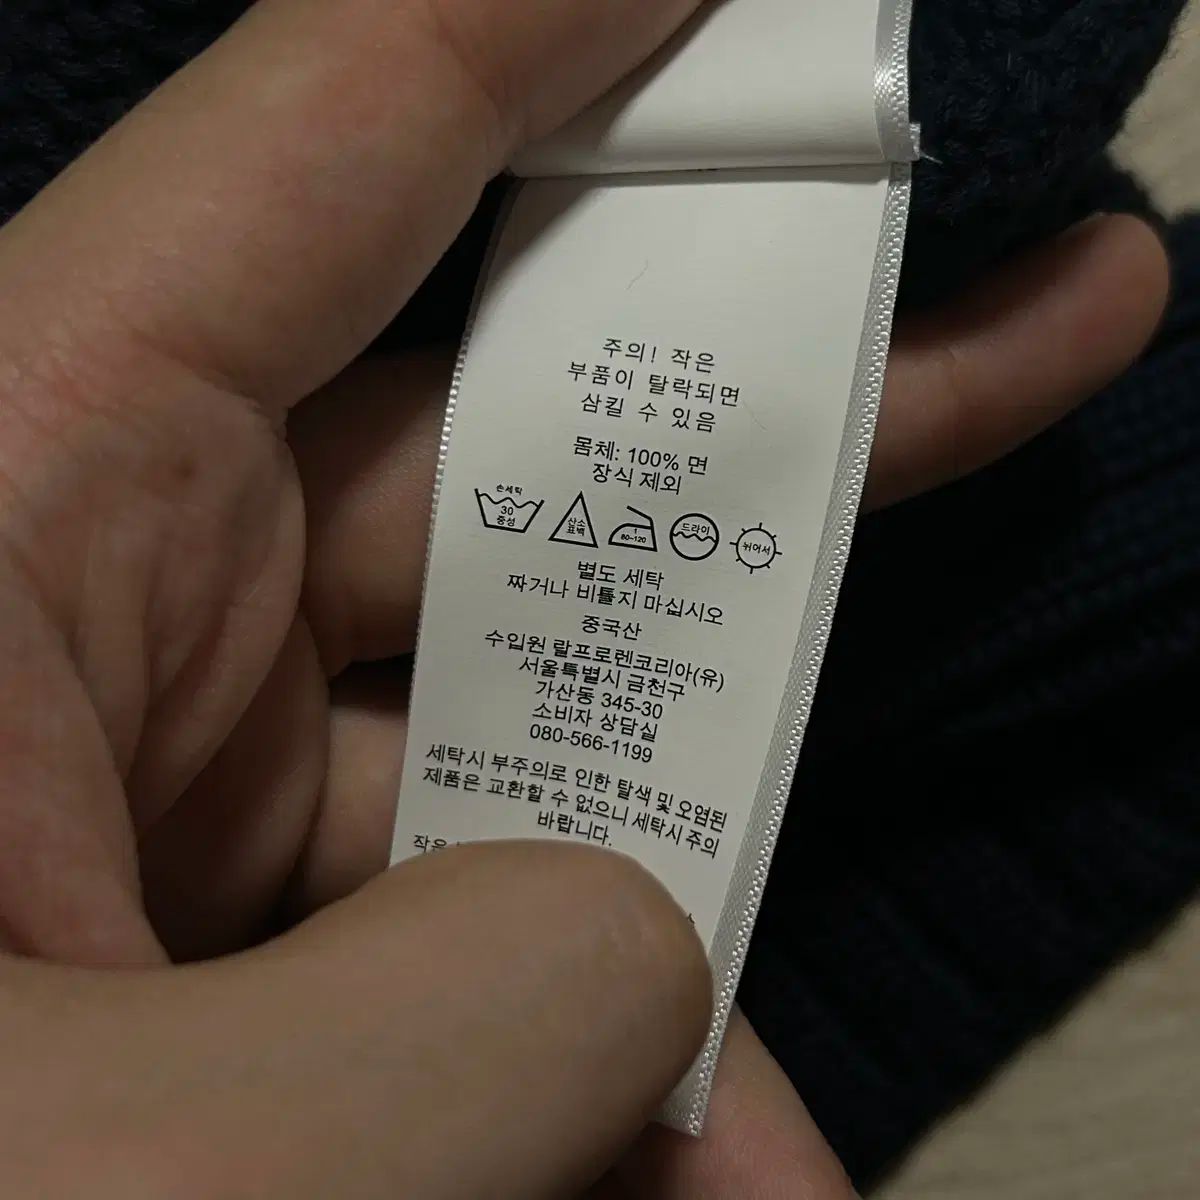 주의! 작은
부품이 탈락되면
삼킬 수 있음
몸체: 100% 면
장식 제외
손세탁
30
중성
산소
표백
1
80~120
드라이
뉘어서
별도 세탁
짜거나 비틀지 마십시오
중국산
수입원 랄프로렌코리아(유)
서울특별시 금천구
가산동 345-30
소비자 상담실
080-566-1199
세탁시 부주의로 인한 탈색 및 오염된
제품은 교환할 수 없으니 세탁시 주의
바랍니다.
작은